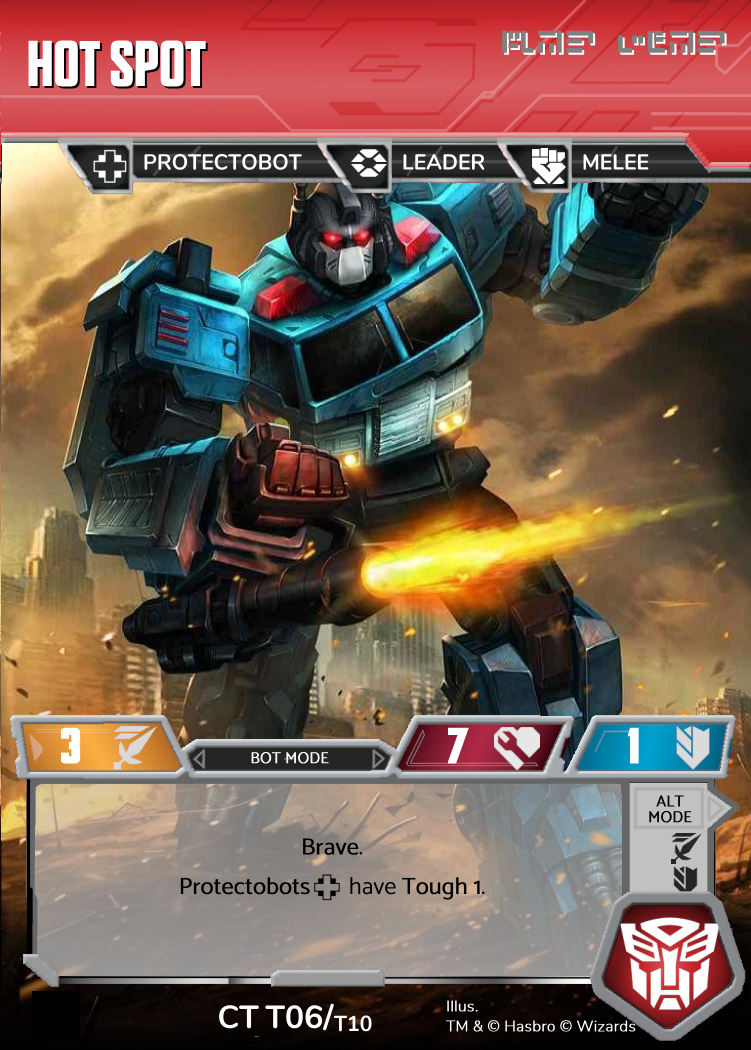 HOT SPOT
PROTECTOBOT LEADER MELEE
3 BOT MODE 7 1
ALT
MODE
Brave.
Protectobots have Tough 1.
CT T06/T10
Illus.
TM & © Hasbro © Wizards